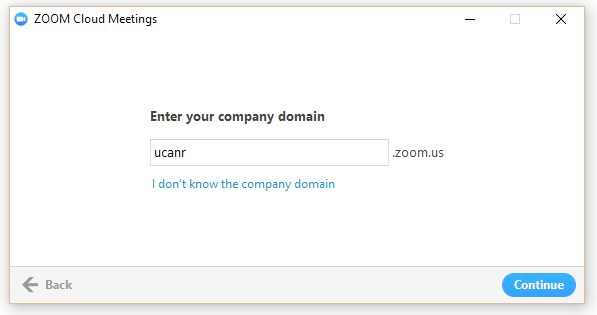 ZOOM Cloud Meetings
Enter your company domain
ucanr .zoom.us
I don't know the company domain
Back Continue